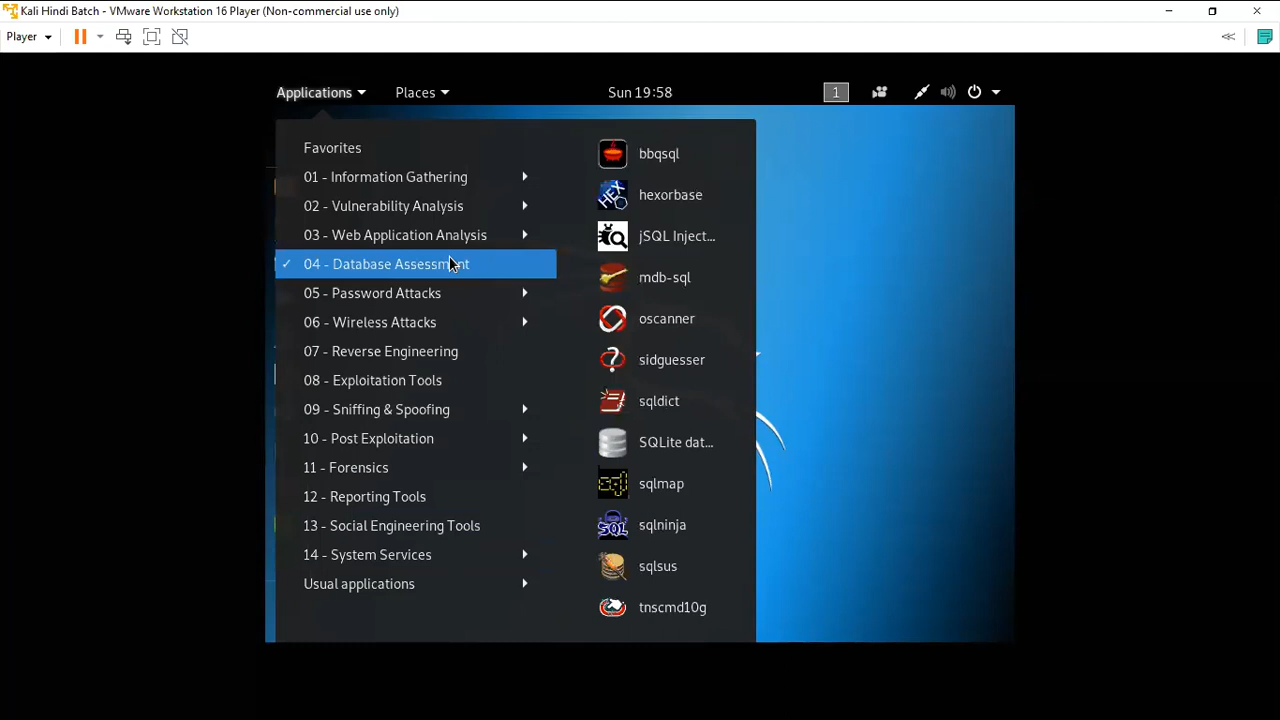 Kali Hindi Batch - VMware Workstation 16 Player (Non-commercial use only)
Player
Applications Places Sun 19:58 1
Favorites
01 - Information Gathering
02 - Vulnerability Analysis
03 - Web Application Analysis
04 - Database Assessment
05 - Password Attacks
06 - Wireless Attacks
07 - Reverse Engineering
08 - Exploitation Tools
09 - Sniffing & Spoofing
10 - Post Exploitation
11 - Forensics
12 - Reporting Tools
13 - Social Engineering Tools
14 - System Services
Usual applications
bbqsql
HEX
hexorbase
jSQL Inject...
mdb-sql
oscanner
sidguesser
sqldict
SQLite dat...
sql
sqlmap
SQL
sqlninja
sqlsus
tnscmd10g